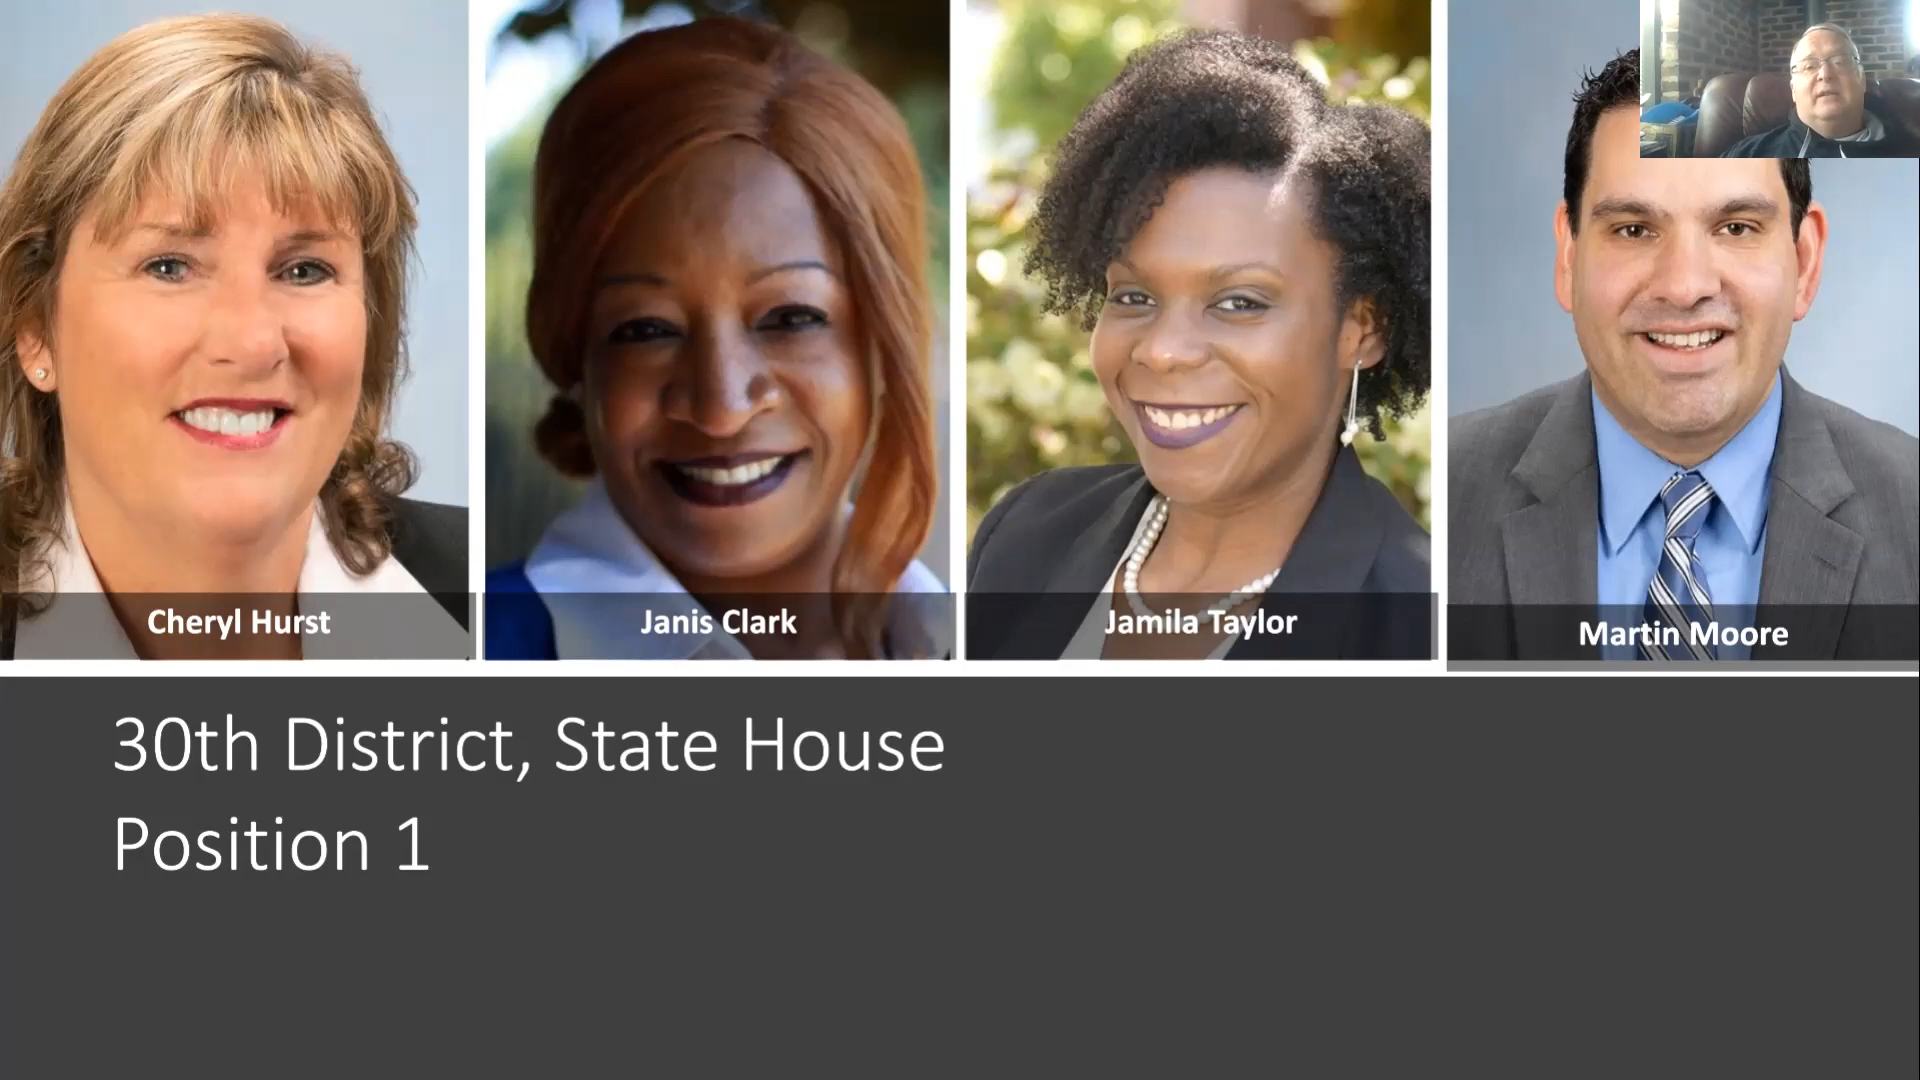 Cheryl Hurst
Janis Clark
Jamila Taylor
Martin Moore
30th District, State House
Position 1